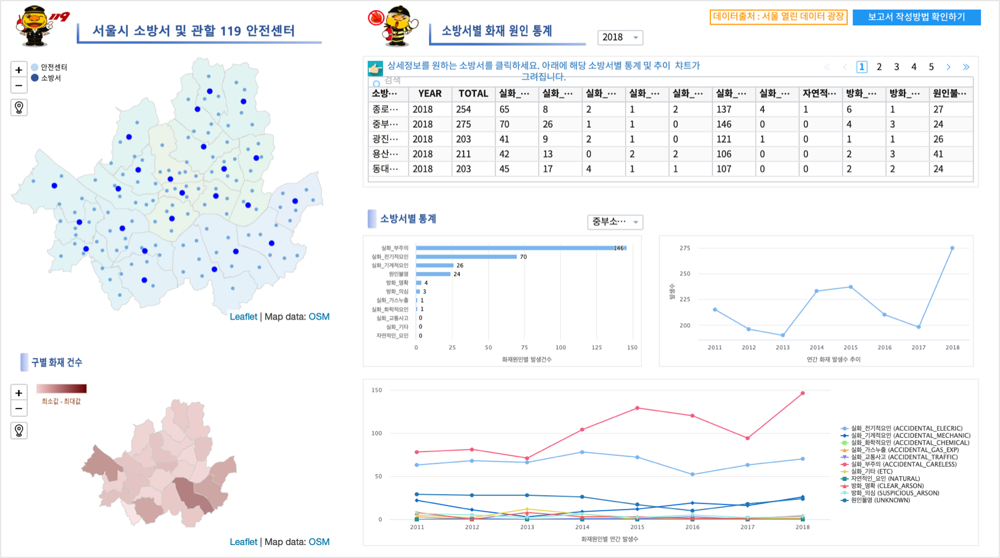 119
서울시 소방서 및 관할 119 안전센터
+
−
안전센터
소방서
Leaflet | Map data: OSM
구별 화재 건수
+
−
최소값 - 최대값
Leaflet | Map data: OSM
소방서별 화재 원인 통계
2018
데이터출처 : 서울 열린 데이터 광장
보고서 작성방법 확인하기
상세정보를 원하는 소방서를 클릭하세요. 아래에 해당 소방서별 통계 및 추이 챠트가
그려집니다.
« ‹ 1 2 3 4 5 › »
검색
소방… YEAR TOTAL 실화_… 실화_… 실화_… 실화_… 실화_… 실화_… 실화_… 자연적… 방화_… 방화_… 원인불…
종로… 2018 254 65 8 2 1 2 137 4 1 6 1 27
중부… 2018 275 70 26 1 1 0 146 0 0 4 3 24
광진… 2018 203 41 9 2 1 0 121 1 0 1 1 26
용산… 2018 211 42 13 0 2 2 106 0 0 2 3 41
동대… 2018 203 45 17 4 1 1 107 0 0 2 2 24
소방서별 통계
중부소…
실화_부주의 146
실화_전기적요인 70
실화_기계적요인 26
원인불명 24
방화_명확 4
방화_의심 3
실화_가스누출 1
실화_화학적요인 1
실화_교통사고 0
실화_기타 0
자연적인_요인 0
0 25 50 75 100 125 150
화재원인별 발생건수
발생수
275
250
225
200
2011 2012 2013 2014 2015 2016 2017 2018
연간 화재 발생수 추이
150
100
50
0
2011 2012 2013 2014 2015 2016 2017 2018
화재원인별 연간 발생수
실화_전기적요인 (ACCIDENTAL_ELECRIC)
실화_기계적요인 (ACCIDENTAL_MECHANIC)
실화_화학적요인 (ACCIDENTAL_CHEMICAL)
실화_가스누출 (ACCIDENTAL_GAS_EXP)
실화_교통사고 (ACCIDENTAL_TRAFFIC)
실화_부주의 (ACCIDENTAL_CARELESS)
실화_기타 (ETC)
자연적인_요인 (NATURAL)
방화_명확 (CLEAR_ARSON)
방화_의심 (SUSPICIOUS_ARSON)
원인불명 (UNKNOWN)